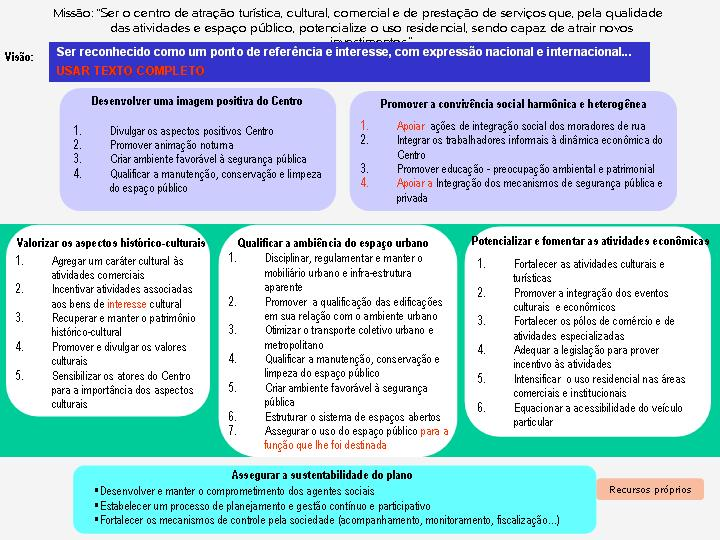 Missão: "Ser o centro de atração turística, cultural, comercial e de prestação de serviços que, pela qualidade
das atividades e espaço público, potencialize o uso residencial, sendo capaz de atrair novos
investimentos"
Visão:
Ser reconhecido como um ponto de referência e interesse, com expressão nacional e internacional...
USAR TEXTO COMPLETO
Desenvolver uma imagem positiva do Centro
1. Divulgar os aspectos positivos Centro
2. Promover animação noturna
3. Criar ambiente favorável à segurança pública
4. Qualificar a manutenção, conservação e limpeza
do espaço público
Promover a convivência social harmônica e heterogênea
1. Apoiar ações de integração social dos moradores de rua
2. Integrar os trabalhadores informais à dinâmica econômica do
Centro
3. Promover educação - preocupação ambiental e patrimonial
4. Apoiar a Integração dos mecanismos de segurança pública e
privada
Valorizar os aspectos histórico-culturais
1. Agregar um caráter cultural às
atividades comerciais
2. Incentivar atividades associadas
aos bens de interesse cultural
3. Recuperar e manter o patrimônio
histórico-cultural
4. Promover e divulgar os valores
culturais
5. Sensibilizar os atores do Centro
para a importância dos aspectos
culturais
Qualificar a ambiência do espaço urbano
1. Disciplinar, regulamentar e manter o
mobiliário urbano e infra-estrutura
aparente
2. Promover a qualificação das edificações
em sua relação com o ambiente urbano
3. Otimizar o transporte coletivo urbano e
metropolitano
4. Qualificar a manutenção, conservação e
limpeza do espaço público
5. Criar ambiente favorável à segurança
pública
6. Estruturar o sistema de espaços abertos
7. Assegurar o uso do espaço público para a
função que lhe foi destinada
Potencializar e fomentar as atividades econômicas
1. Fortalecer as atividades culturais e
turísticas
2. Promover a integração dos eventos
culturais e econômicos
3. Fortalecer os pólos de comércio e de
atividades especializadas
4. Adequar a legislação para prover
incentivo às atividades
5. Intensificar o uso residencial nas áreas
comerciais e institucionais
6. Equacionar a acessibilidade do veículo
particular
Assegurar a sustentabilidade do plano
▪Desenvolver e manter o comprometimento dos agentes sociais
▪Estabelecer um processo de planejamento e gestão contínuo e participativo
▪Fortalecer os mecanismos de controle pela sociedade (acompanhamento, monitoramento, fiscalização...)
Recursos próprios